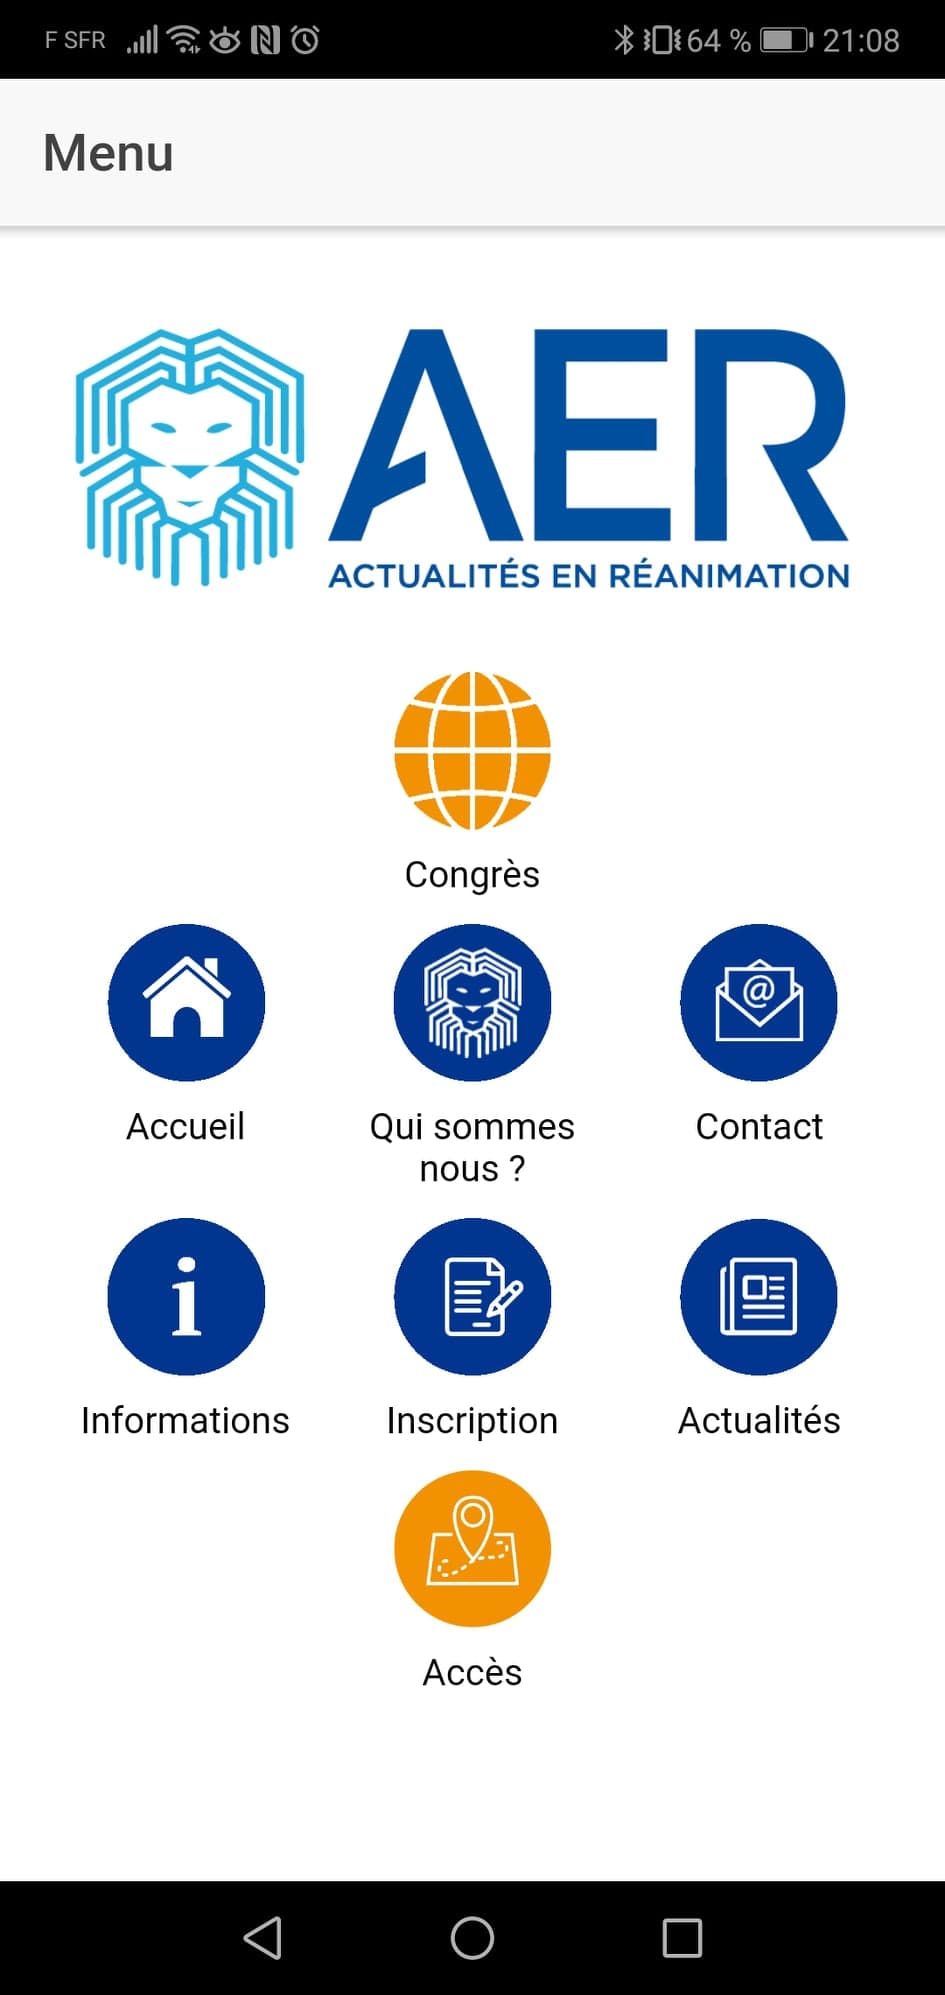 F SFR 64 % 21:08
Menu
AER
ACTUALITÉS EN RÉANIMATION
Congrès
Accueil
Qui sommes
nous ?
Contact
Informations
Inscription
Actualités
Accès